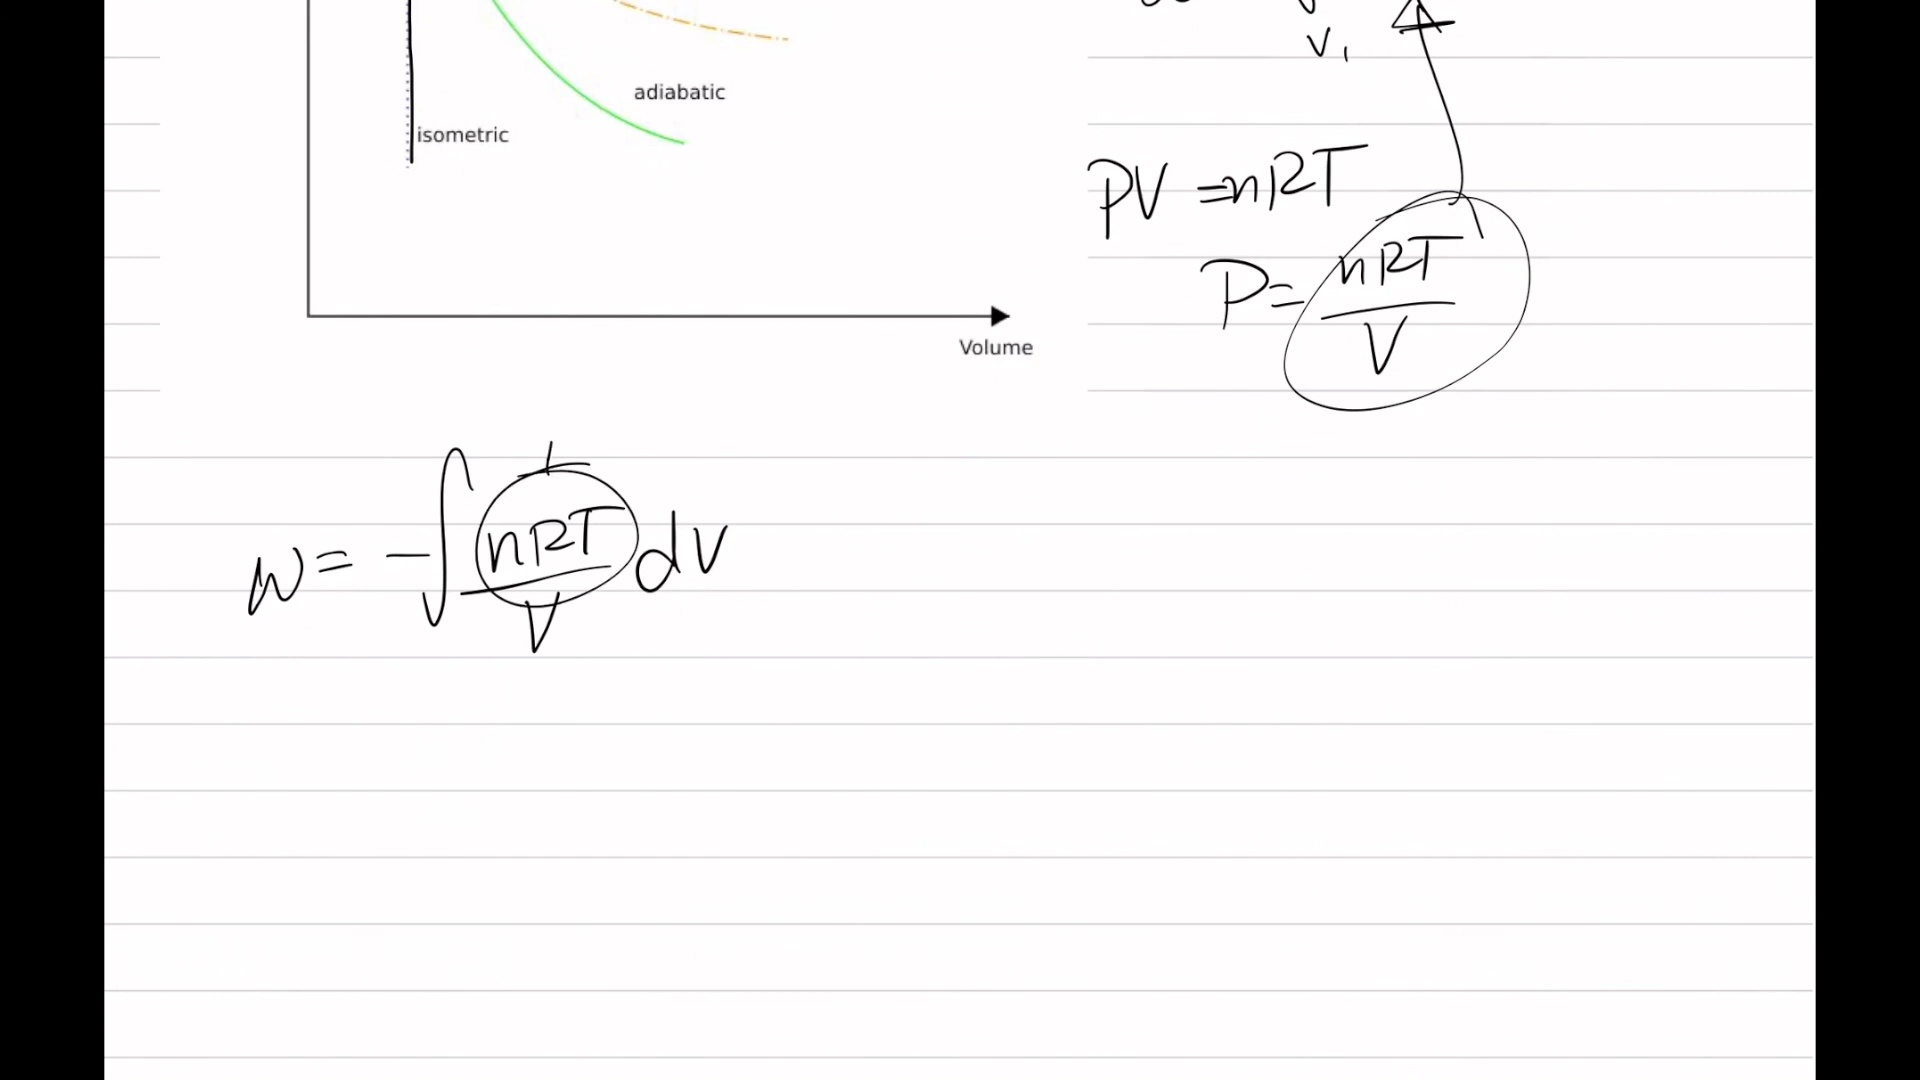 V₁
adiabatic
isometric
PV = nRT
P = nRT / V
Volume
w = - ∫ nRT / V dV